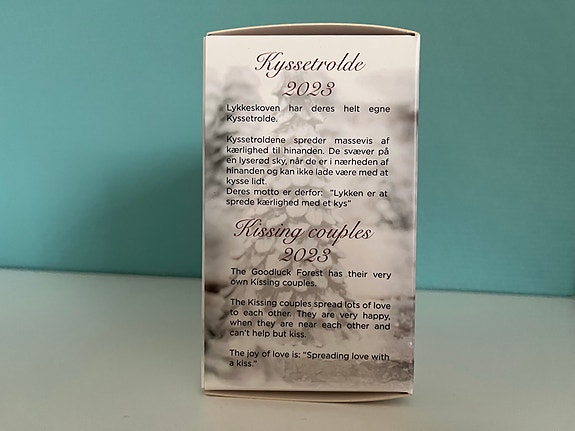 Kyssetrolde
2023
Lykkeskoven har deres helt egne
Kyssetrolde.
Kyssetroldene spreder massevis af
kærlighed til hinanden. De svæver på
en lyserød sky, når de er i nærheden af
hinanden og kan ikke lade være med at
kysse lidt.
Deres motto er derfor: "Lykken er at
sprede kærlighed med et kys"
Kissing couples
2023
The Goodluck Forest has their very
own Kissing couples.
The Kissing couples spread lots of love
to each other. They are very happy,
when they are near each other and
can't help but kiss.
The joy of love is: "Spreading love with
a kiss."